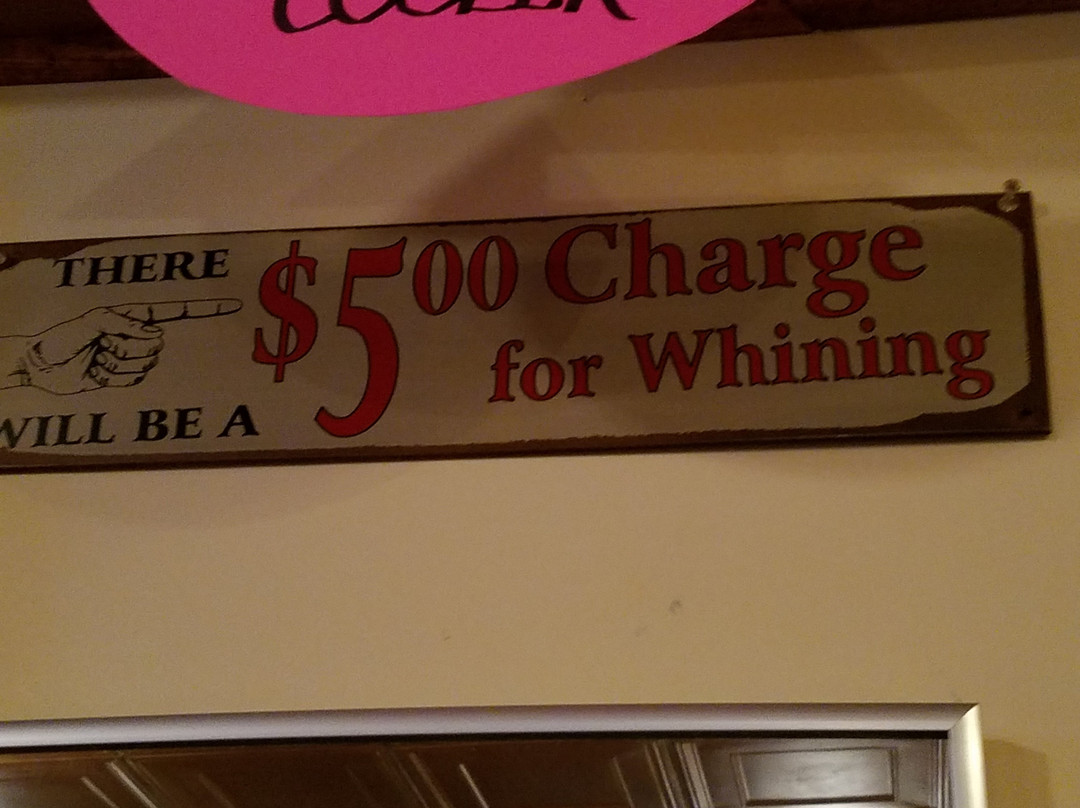 THERE
WILL BE A
$500 Charge
for Whining